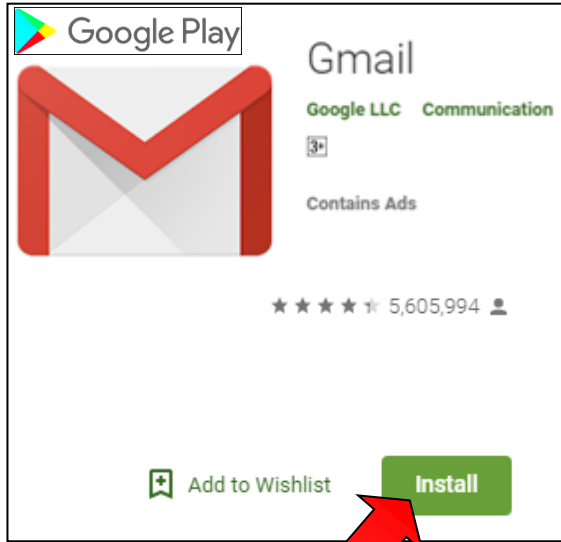 Google Play
Gmail
Google LLC Communication
3+
Contains Ads
5,605,994
Add to Wishlist
Install